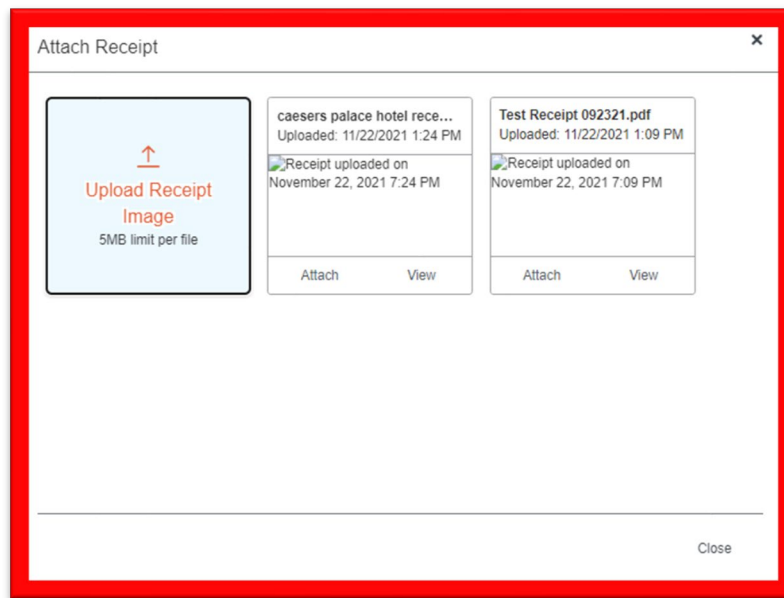 Attach Receipt
×
Upload Receipt
Image
5MB limit per file
caesers palace hotel rece...
Uploaded: 11/22/2021 1:24 PM
Receipt uploaded on
November 22, 2021 7:24 PM
Attach View
Test Receipt 092321.pdf
Uploaded: 11/22/2021 1:09 PM
Receipt uploaded on
November 22, 2021 7:09 PM
Attach View
Close